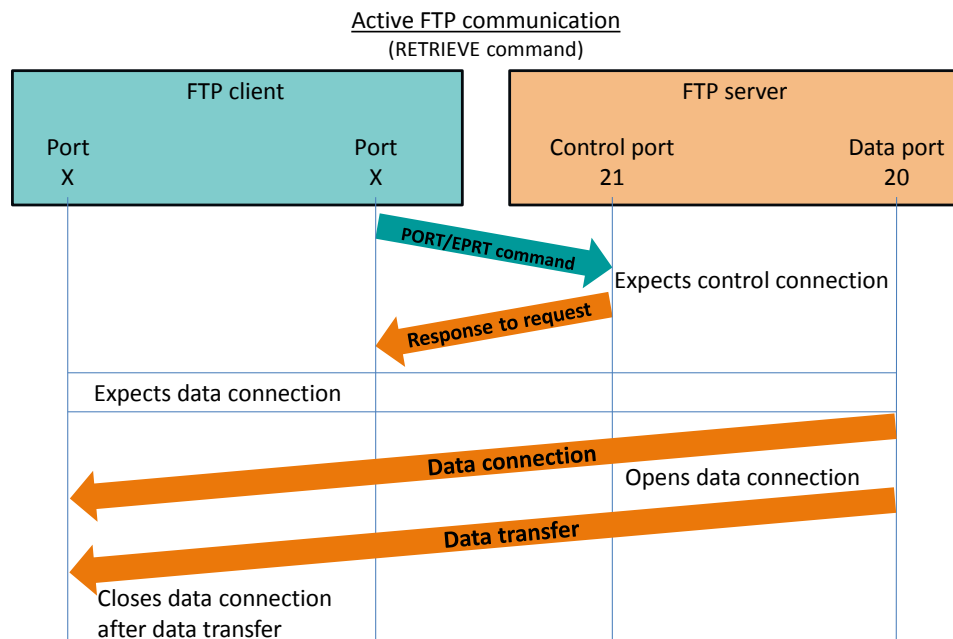 Active FTP communication
(RETRIEVE command)
FTP client
FTP server
Port
X
Port
X
Control port
21
Data port
20
PORT/EPRT command
Expects control connection
Response to request
Expects data connection
Data connection
Opens data connection
Data transfer
Closes data connection
after data transfer